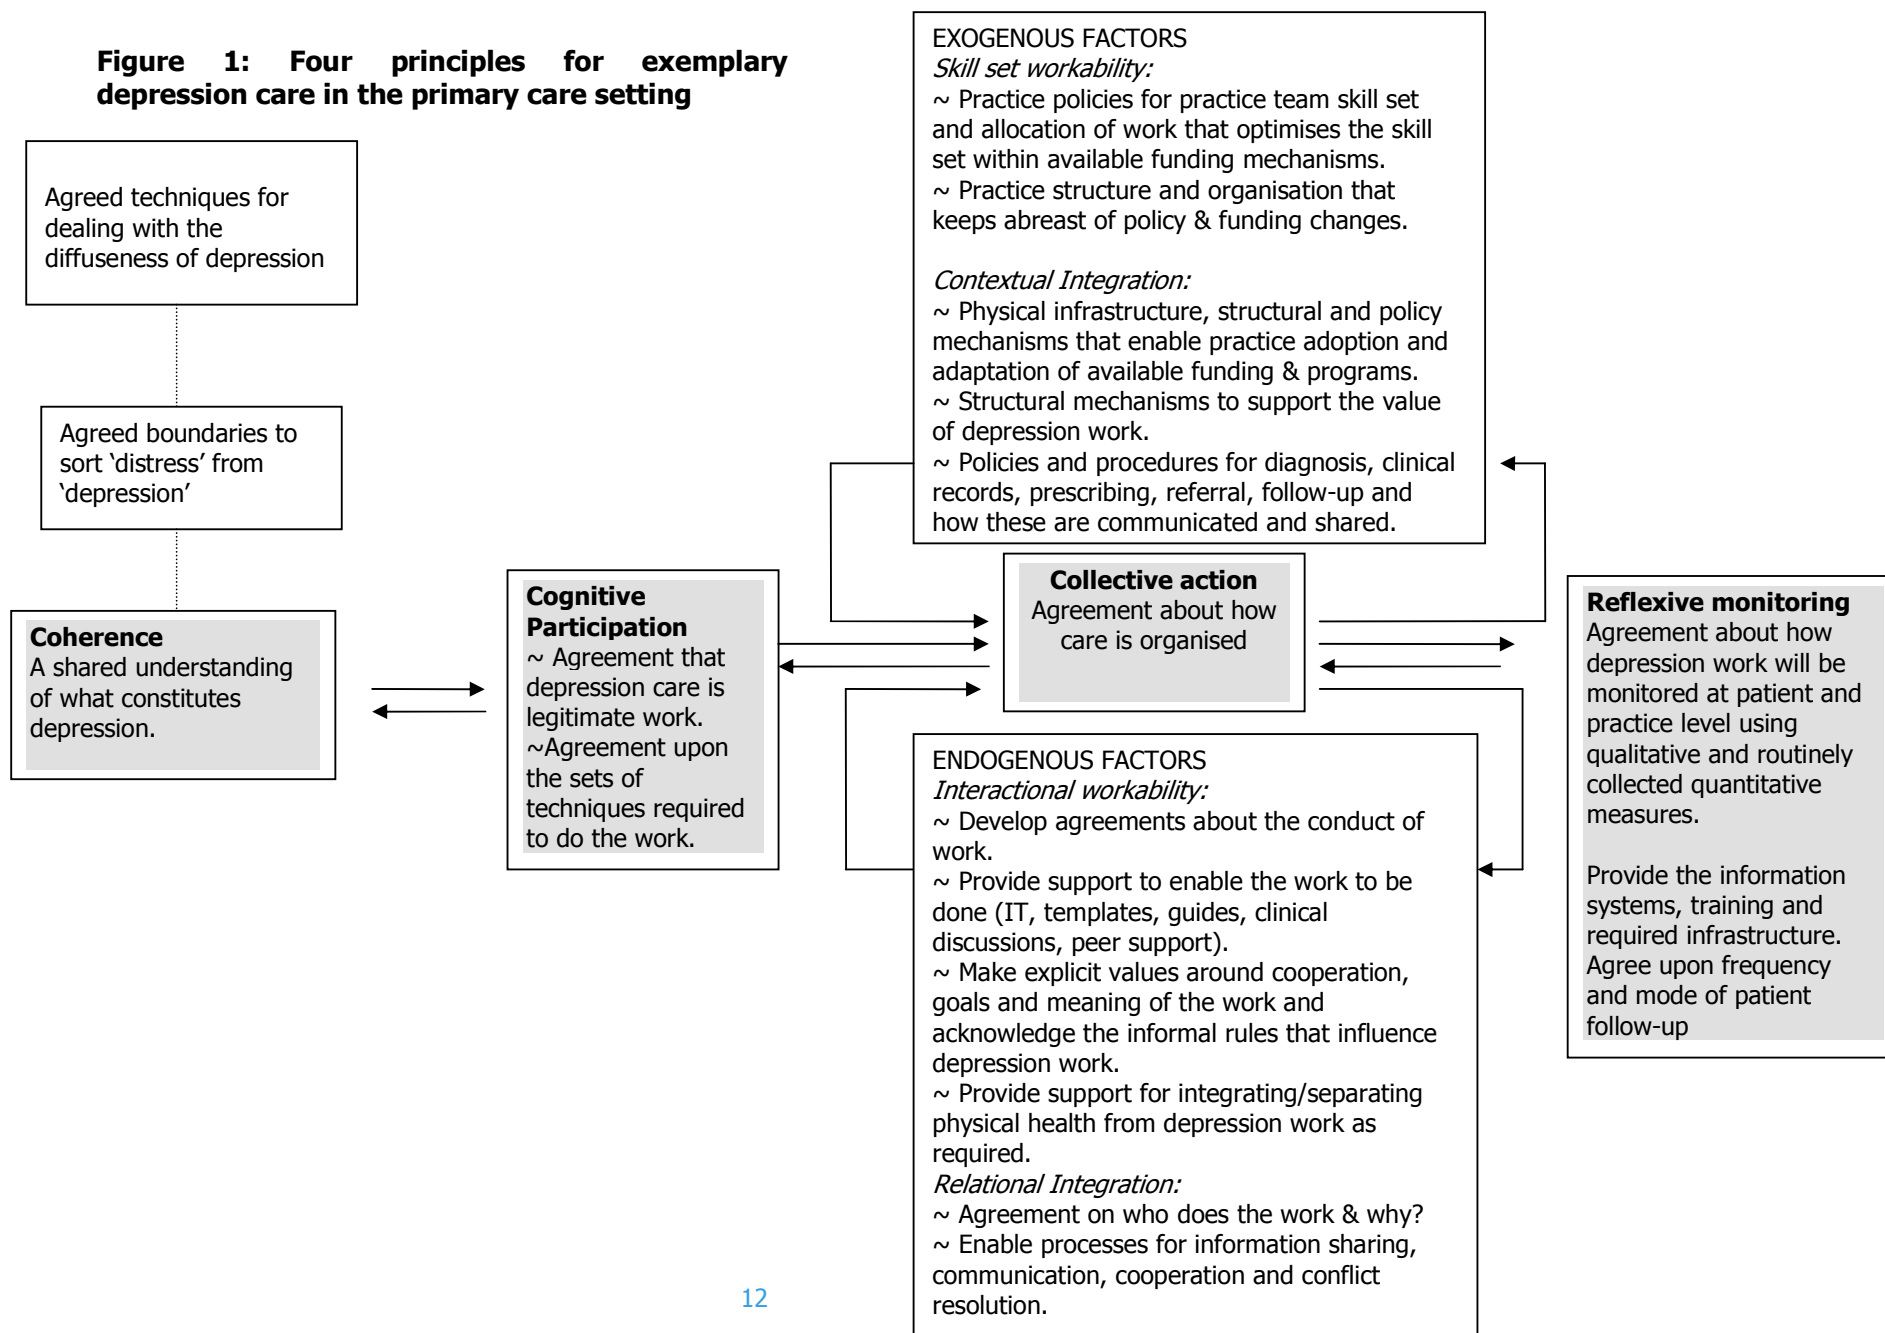 Figure 1: Four principles for exemplary
depression care in the primary care setting
Agreed techniques for
dealing with the
diffuseness of depression
Agreed boundaries to
sort ‘distress’ from
‘depression’
Coherence
A shared understanding
of what constitutes
depression.
Cognitive
Participation
~ Agreement that
depression care is
legitimate work.
~Agreement upon
the sets of
techniques required
to do the work.
EXOGENOUS FACTORS
Skill set workability:
~ Practice policies for practice team skill set
and allocation of work that optimises the skill
set within available funding mechanisms.
~ Practice structure and organisation that
keeps abreast of policy & funding changes.
Contextual Integration:
~ Physical infrastructure, structural and policy
mechanisms that enable practice adoption and
adaptation of available funding & programs.
~ Structural mechanisms to support the value
of depression work.
~ Policies and procedures for diagnosis, clinical
records, prescribing, referral, follow-up and
how these are communicated and shared.
Collective action
Agreement about how
care is organised
ENDOGENOUS FACTORS
Interactional workability:
~ Develop agreements about the conduct of
work.
~ Provide support to enable the work to be
done (IT, templates, guides, clinical
discussions, peer support).
~ Make explicit values around cooperation,
goals and meaning of the work and
acknowledge the informal rules that influence
depression work.
~ Provide support for integrating/separating
physical health from depression work as
required.
Relational Integration:
~ Agreement on who does the work & why?
~ Enable processes for information sharing,
communication, cooperation and conflict
resolution.
Reflexive monitoring
Agreement about how
depression work will be
monitored at patient and
practice level using
qualitative and routinely
collected quantitative
measures.
Provide the information
systems, training and
required infrastructure.
Agree upon frequency
and mode of patient
follow-up
12